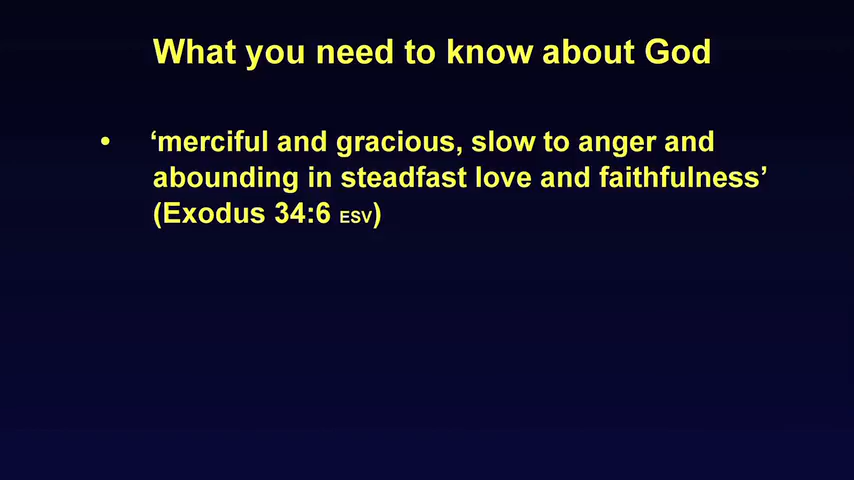 What you need to know about God
• ‘merciful and gracious, slow to anger and
abounding in steadfast love and faithfulness’
(Exodus 34:6 ESV)